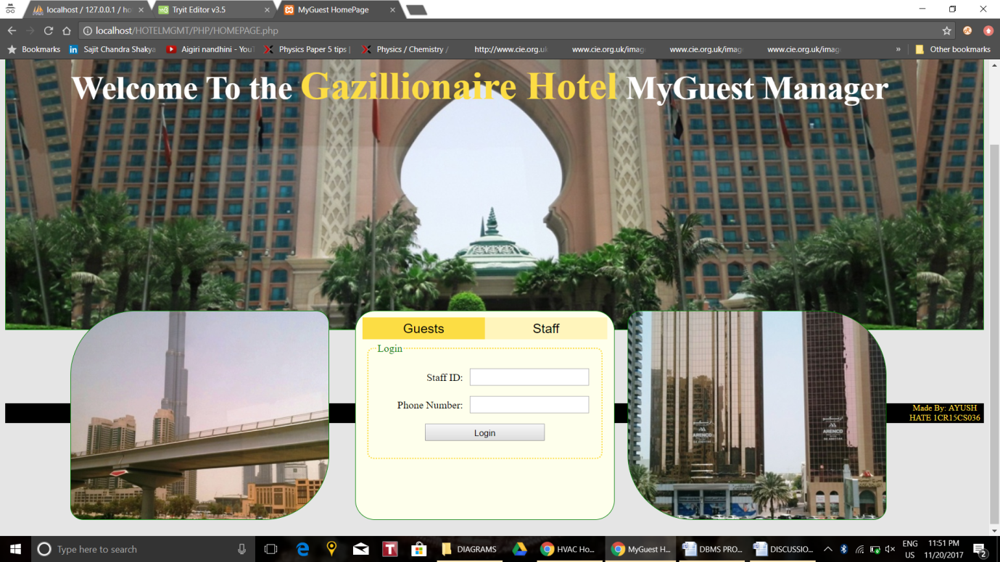 localhost / 127.0.0.1 / ho
Tryit Editor v3.5
MyGuest HomePage
localhost/HOTELMGMT/PHP/HOMEPAGE.php
Bookmarks
Sajit Chandra Shakya
Aigiri nandhini - YouT
Physics Paper 5 tips |
Physics / Chemistry /
http://www.cie.org.uk
www.cie.org.uk/imag
www.cie.org.uk/imag
www.cie.org.uk/imag
»
Other bookmarks
Welcome To the Gazillionaire Hotel MyGuest Manager
Guests
Staff
Login
Staff ID:
Phone Number:
Login
ARENCO
ARENCO
Made By: AYUSH
HATE 1CR15CS036
Type here to search
DIAGRAMS
HVAC Ho...
MyGuest H...
DBMS PRO...
DISCUSSIO...
ENG
US
11:51 PM
11/20/2017
2